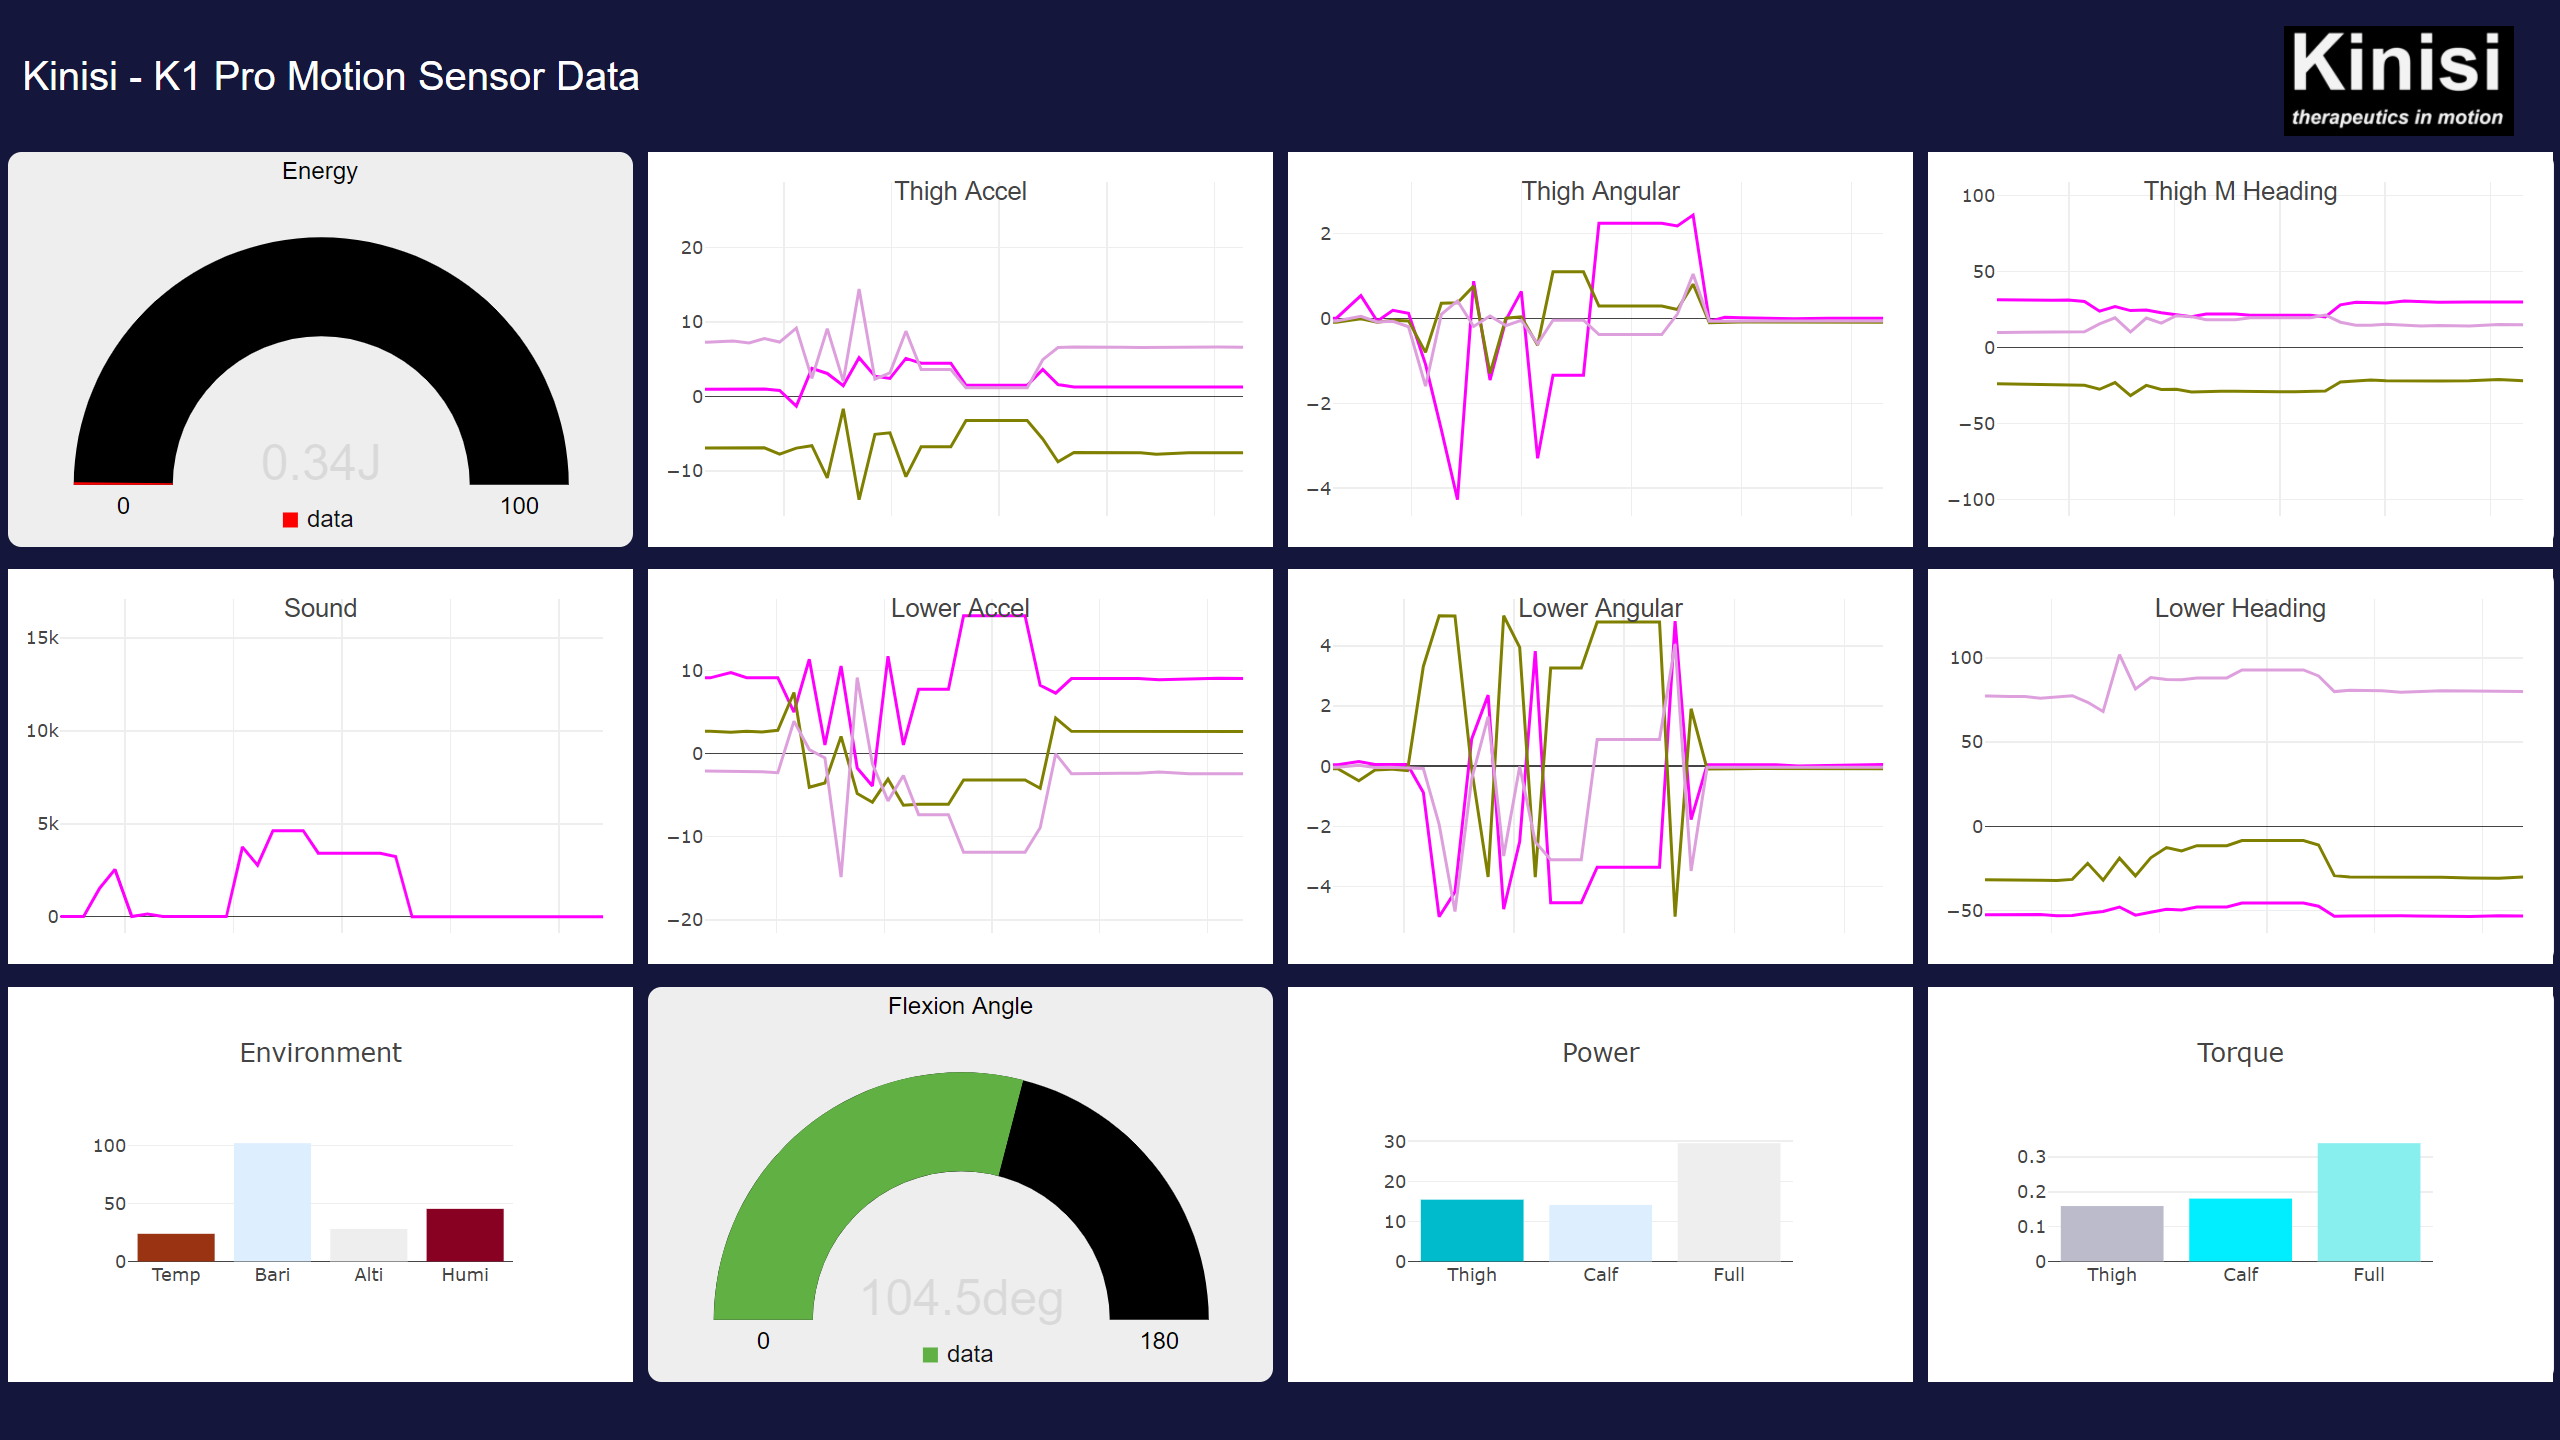 Kinisi - K1 Pro Motion Sensor Data
Kinisi
therapeutics in motion
Energy
0.34J
0
100
data
Thigh Accel
20
10
0
−10
Thigh Angular
2
0
−2
−4
Thigh M Heading
100
50
0
−50
−100
Sound
15k
10k
5k
0
Lower Accel
10
0
−10
−20
Lower Angular
4
2
0
−2
−4
Lower Heading
100
50
0
−50
Environment
100
50
0
Temp Bari Alti Humi
Flexion Angle
104.5deg
0
180
data
Power
30
20
10
0
Thigh Calf Full
Torque
0.3
0.2
0.1
0
Thigh Calf Full